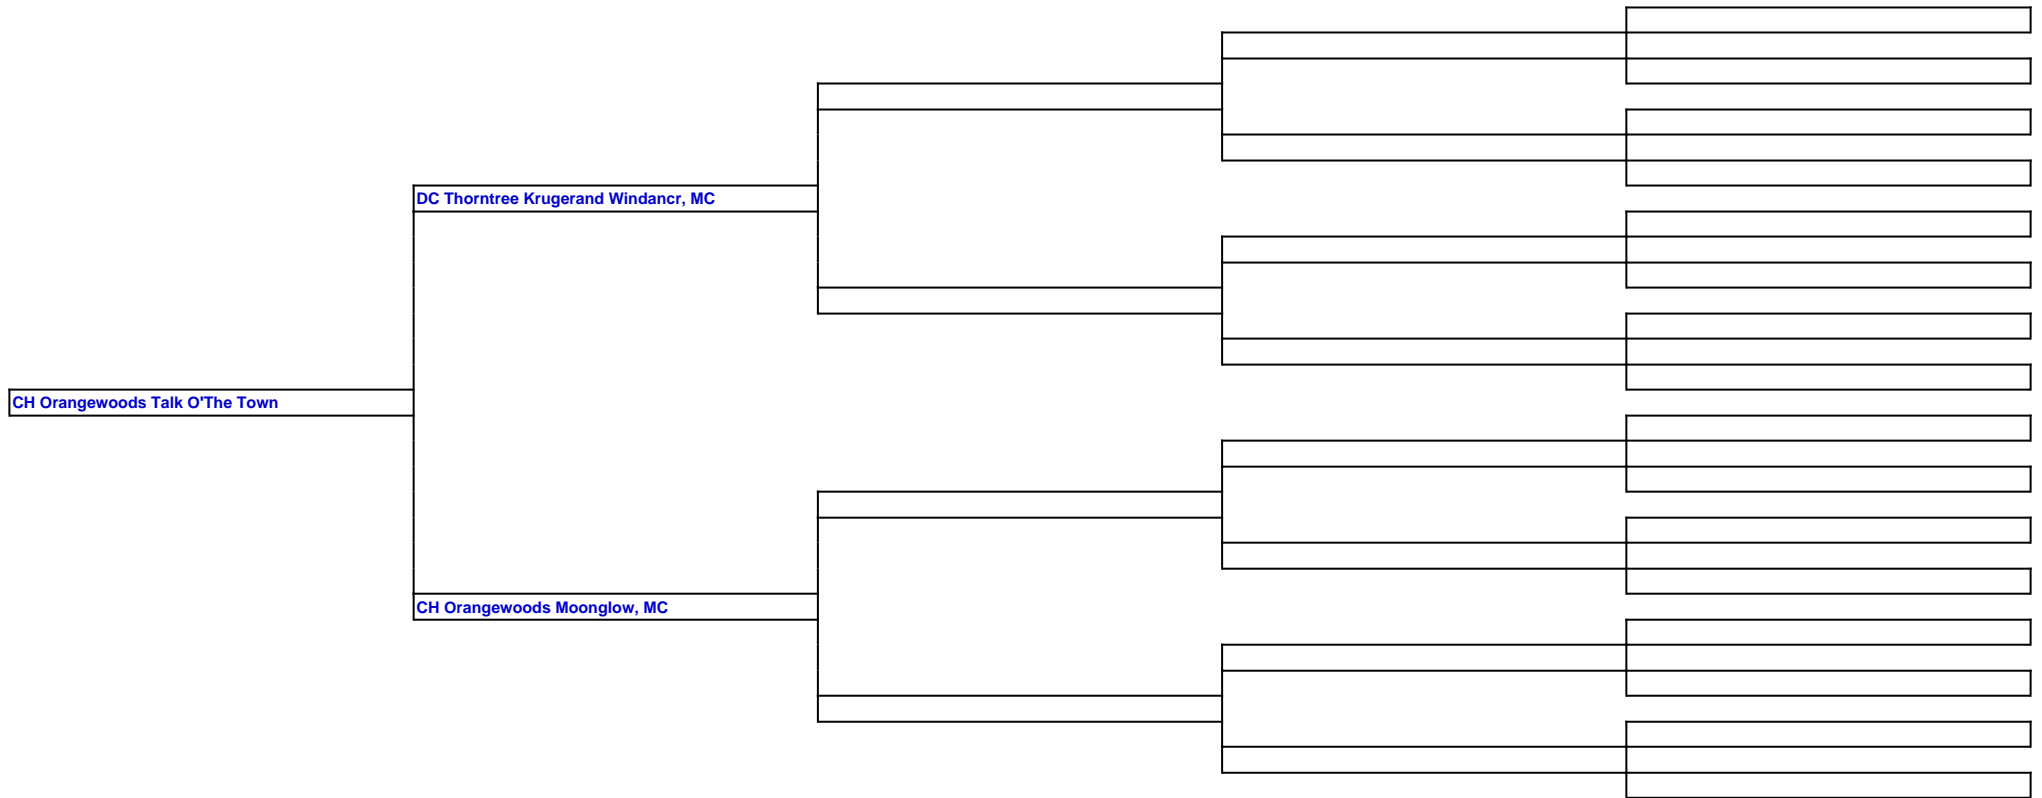 DC Thorntree Krugerand Windancr, MC
CH Orangewoods Talk O'The Town
CH Orangewoods Moonglow, MC